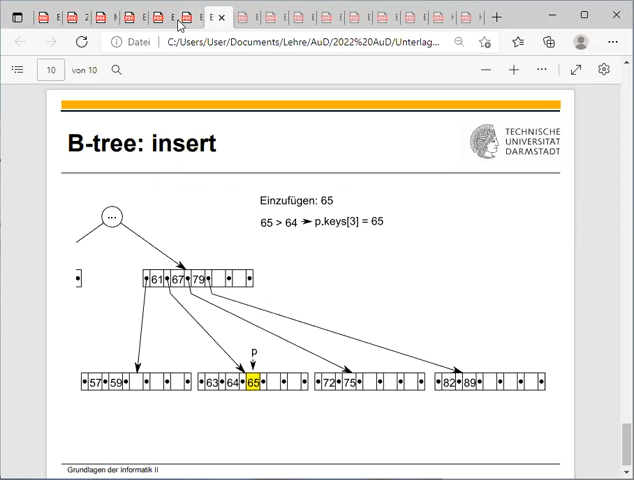 Datei
C:/Users/User/Documents/Lehre/AuD/2022%20AuD/Unterlag...
10
von 10
B-tree: insert
TECHNISCHE
UNIVERSITÄT
DARMSTADT
Einzufügen: 65
65 > 64 ➛ p.keys[3] = 65
...
61 67 79
p
57 59
63 64 65
72 75
82 89
Grundlagen der Informatik II